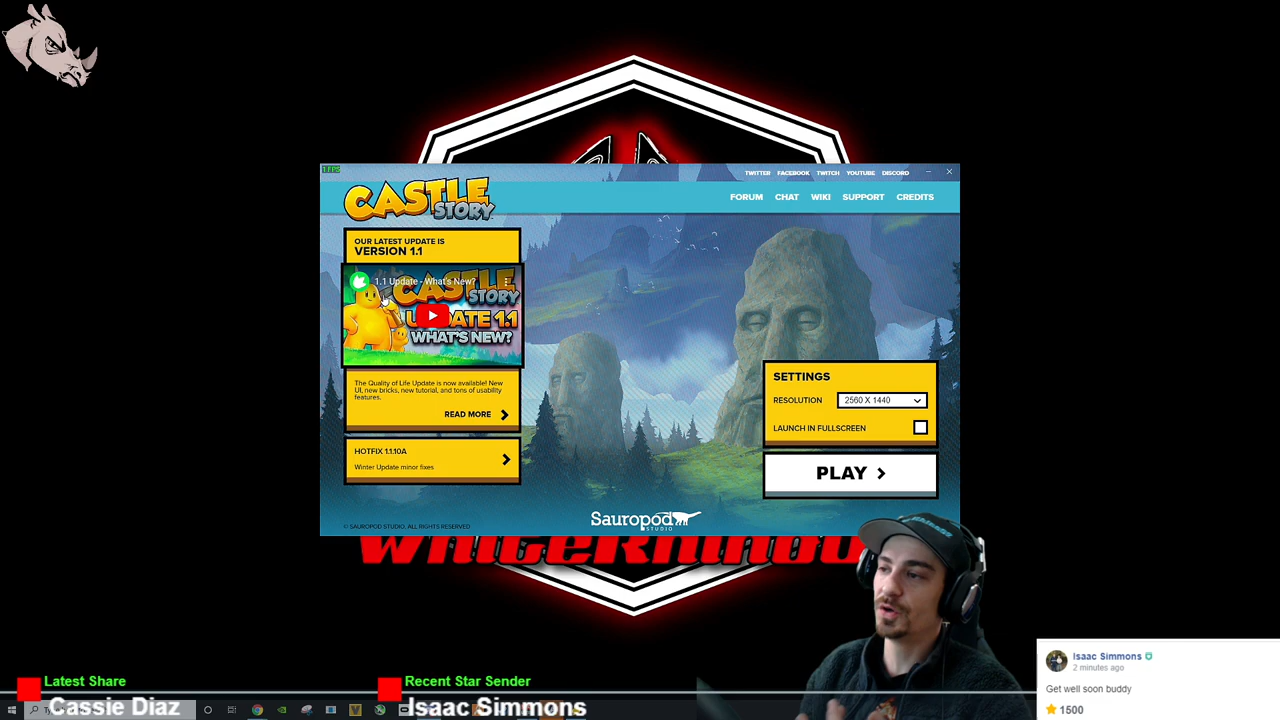 TWITTER FACEBOOK TWITCH YOUTUBE DISCORD
CASTLE STORY
FORUM CHAT WIKI SUPPORT CREDITS
OUR LATEST UPDATE IS
VERSION 1.1
1.1 Update - What's New?
CASTLE
STORY
UPDATE 1.1
WHAT'S NEW?
The Quality of Life Update is now available! New
UI, new bricks, new tutorial, and tons of usability
features.
READ MORE
HOTFIX 1.1.10A
Winter Update minor fixes
SETTINGS
RESOLUTION 2560 X 1440
LAUNCH IN FULLSCREEN
PLAY
Sauropod
STUDIO
© SAUROPOD STUDIO. ALL RIGHTS RESERVED
Latest Share
Cassie Diaz
Recent Star Sender
Isaac Simmons
Isaac Simmons
2 minutes ago
Get well soon buddy
1500